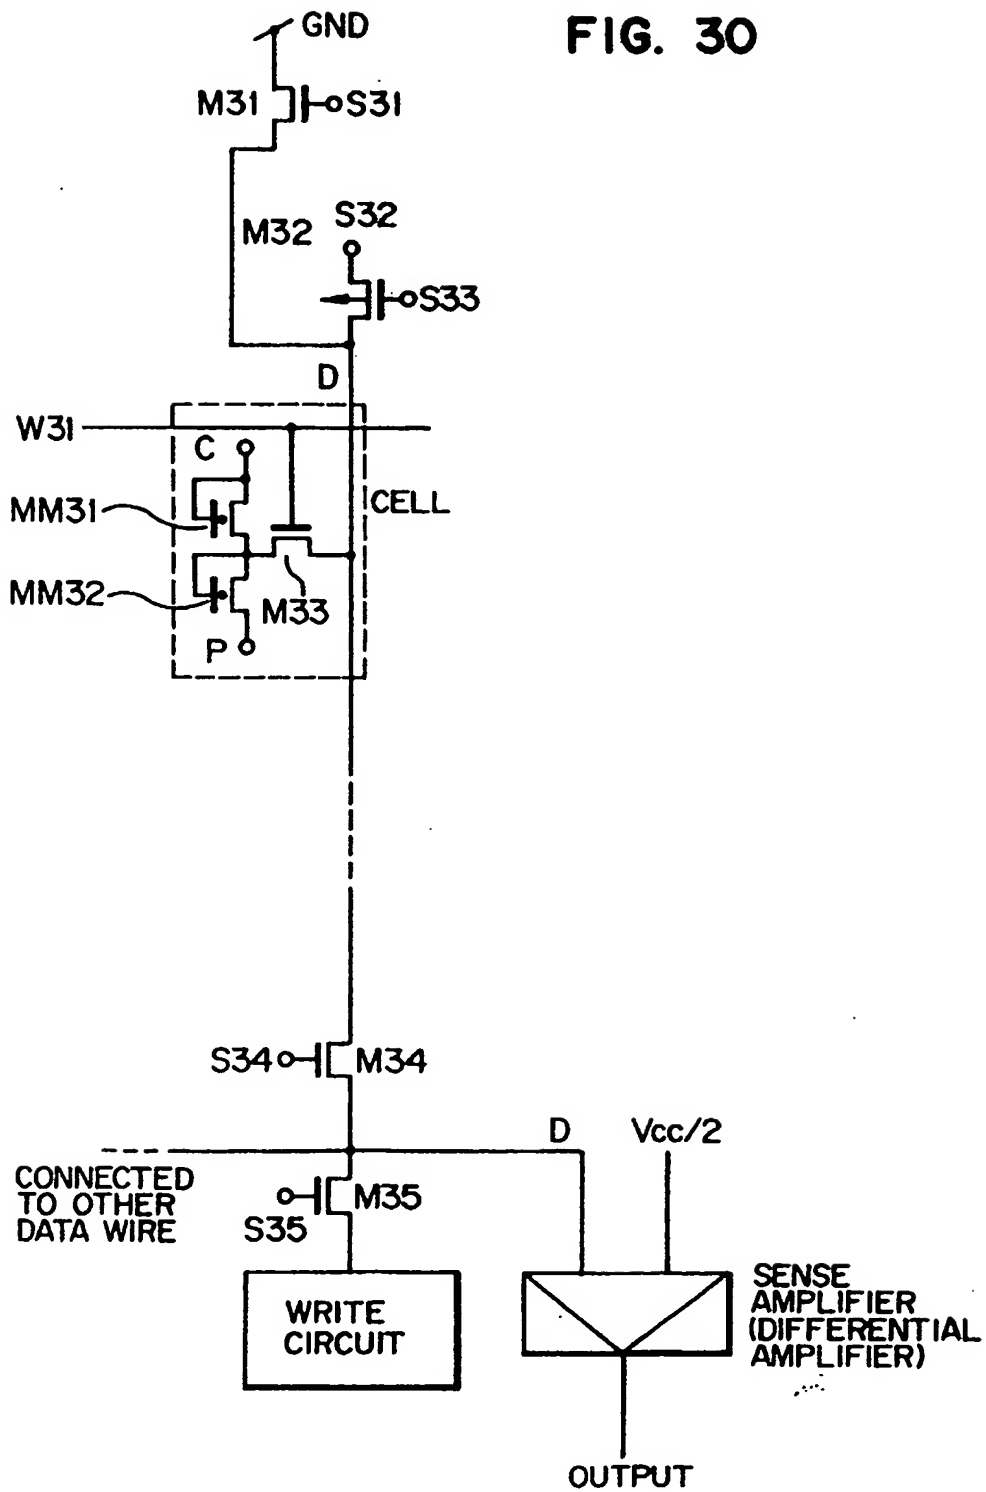 FIG. 30
GND
M31
S31
S32
M32
S33
D
W31
C
CELL
MM31
MM32
M33
P
S34
M34
D
Vcc/2
CONNECTED
TO OTHER
DATA WIRE
M35
S35
WRITE
CIRCUIT
SENSE
AMPLIFIER
(DIFFERENTIAL
AMPLIFIER)
OUTPUT